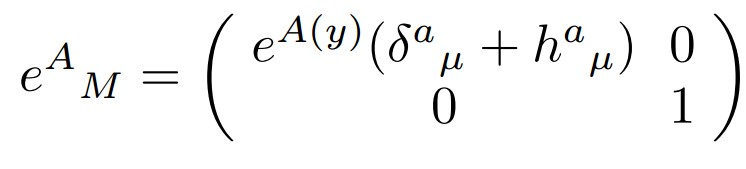 e^A_M = ( e^{A(y)}(δ^a_μ + h^a_μ) 0
0 1 )